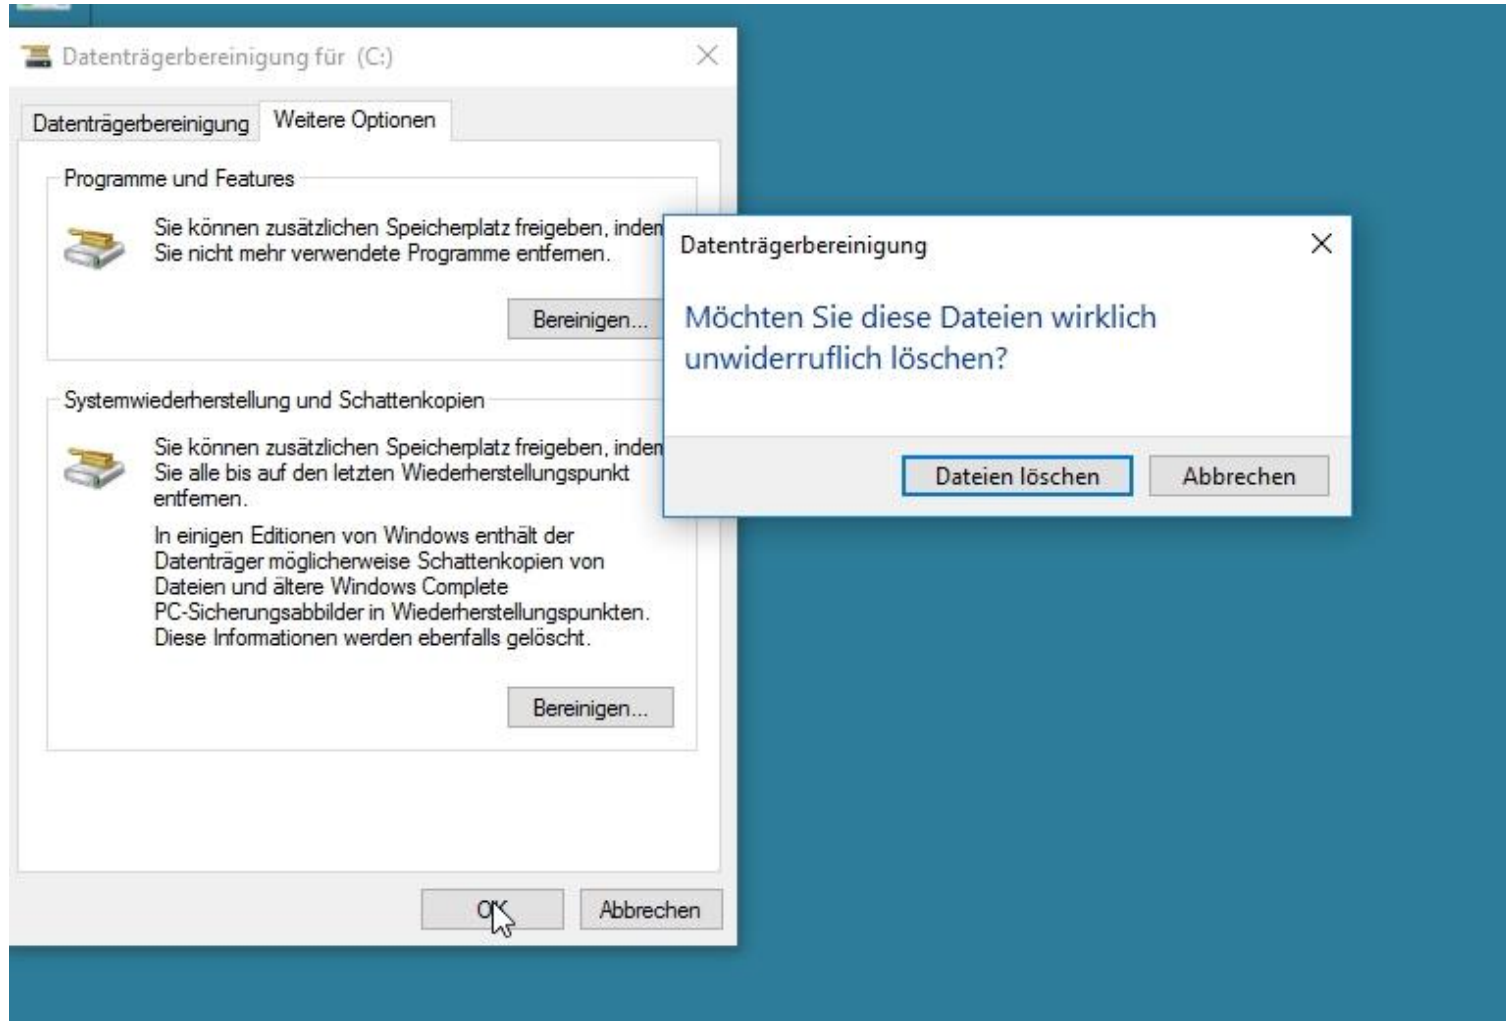 Datenträgerbereinigung für (C:)
Datenträgerbereinigung
Weitere Optionen
Programme und Features
Sie können zusätzlichen Speicherplatz freigeben, indem
Sie nicht mehr verwendete Programme entfernen.
Bereinigen...
Systemwiederherstellung und Schattenkopien
Sie können zusätzlichen Speicherplatz freigeben, indem
Sie alle bis auf den letzten Wiederherstellungspunkt
entfernen.
In einigen Editionen von Windows enthält der
Datenträger möglicherweise Schattenkopien von
Dateien und ältere Windows Complete
PC-Sicherungsabbilder in Wiederherstellungspunkten.
Diese Informationen werden ebenfalls gelöscht.
Bereinigen...
OK
Abbrechen
Datenträgerbereinigung
Möchten Sie diese Dateien wirklich
unwiderruflich löschen?
Dateien löschen
Abbrechen